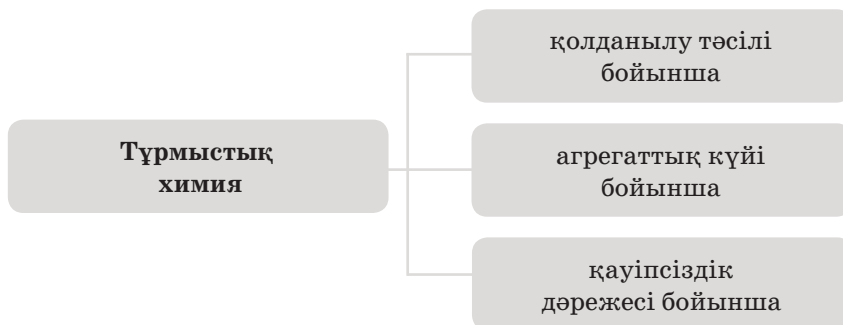 Тұрмыстық
химия
қолданылу тәсілі
бойынша
агрегаттық күйі
бойынша
қауіпсіздік
дәрежесі бойынша